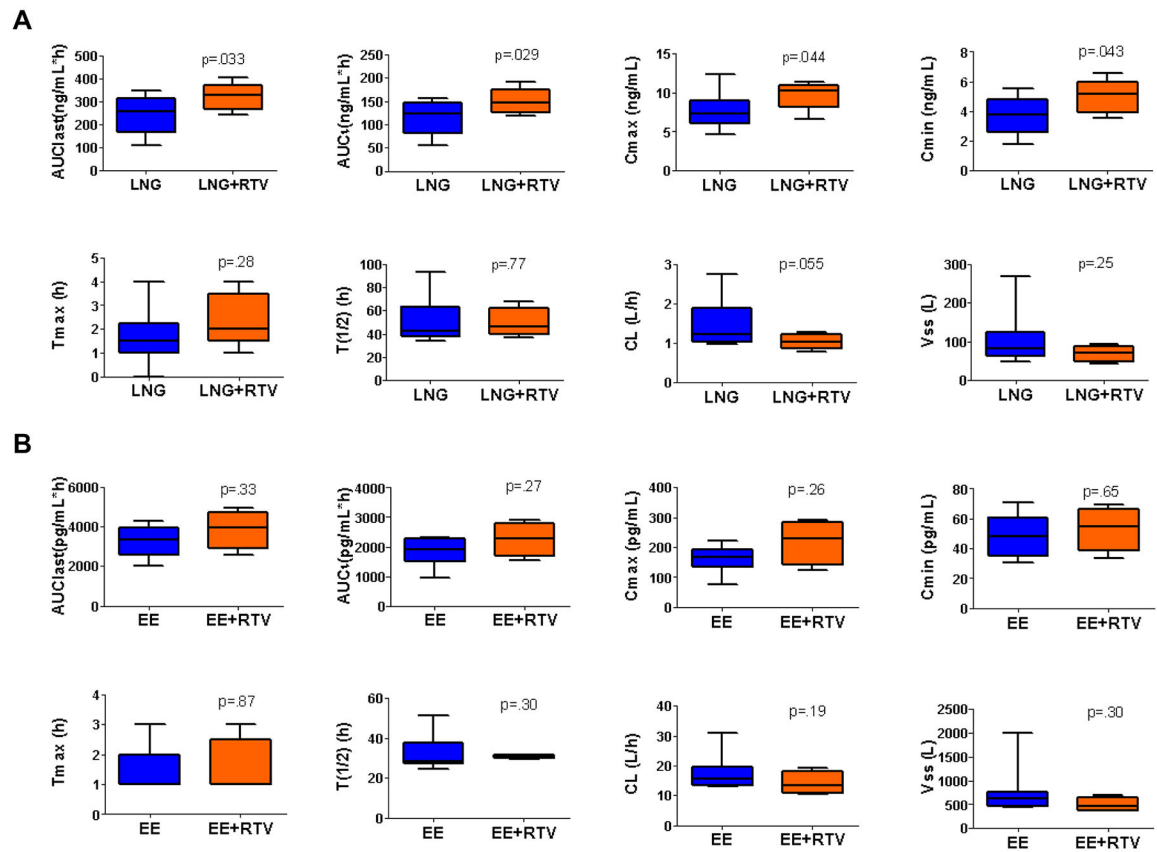 A
AUClast(ng/mL*h)
500
400
300
200
100
0
p=.033
LNG LNG+RTV
AUCτ(ng/mL*h)
250
200
150
100
50
0
p=.029
LNG LNG+RTV
Cmax (ng/mL)
15
10
5
0
p=.044
LNG LNG+RTV
Cmin (ng/mL)
8
6
4
2
0
p=.043
LNG LNG+RTV
Tmax (h)
5
4
3
2
1
0
p=.28
LNG LNG+RTV
T(1/2) (h)
100
80
60
40
20
0
p=.77
LNG LNG+RTV
CL (L/h)
3
2
1
0
p=.055
LNG LNG+RTV
Vss (L)
300
200
100
0
p=.25
LNG LNG+RTV
B
AUClast(pg/mL*h)
6000
4000
2000
0
p=.33
EE EE+RTV
AUCτ(pg/mL*h)
4000
3000
2000
1000
0
p=.27
EE EE+RTV
Cmax (pg/mL)
400
300
200
100
0
p=.26
EE EE+RTV
Cmin (pg/mL)
80
60
40
20
0
p=.65
EE EE+RTV
Tmax (h)
4
3
2
1
0
p=.87
EE EE+RTV
T(1/2) (h)
60
40
20
0
p=.30
EE EE+RTV
CL (L/h)
40
30
20
10
0
p=.19
EE EE+RTV
Vss (L)
2500
2000
1500
1000
500
0
p=.30
EE EE+RTV